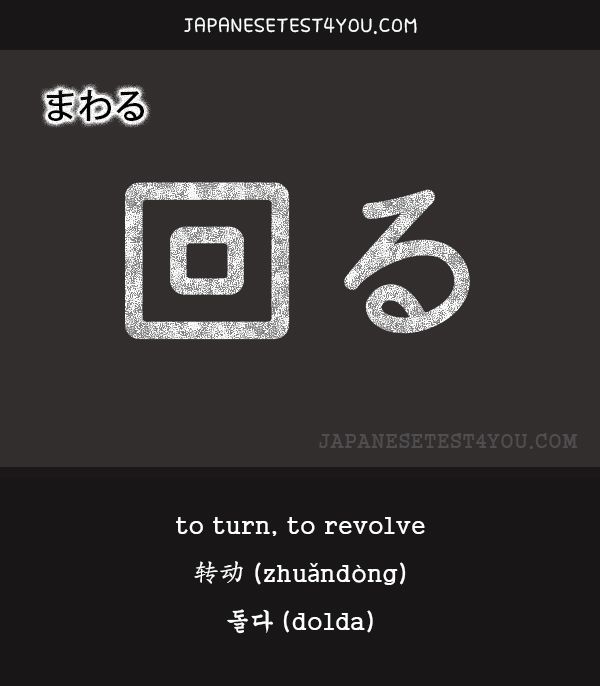 JAPANESETEST4YOU.COM
まわる
回る
JAPANESETEST4YOU.COM
to turn, to revolve
转动 (zhuǎndòng)
돌다 (dolda)